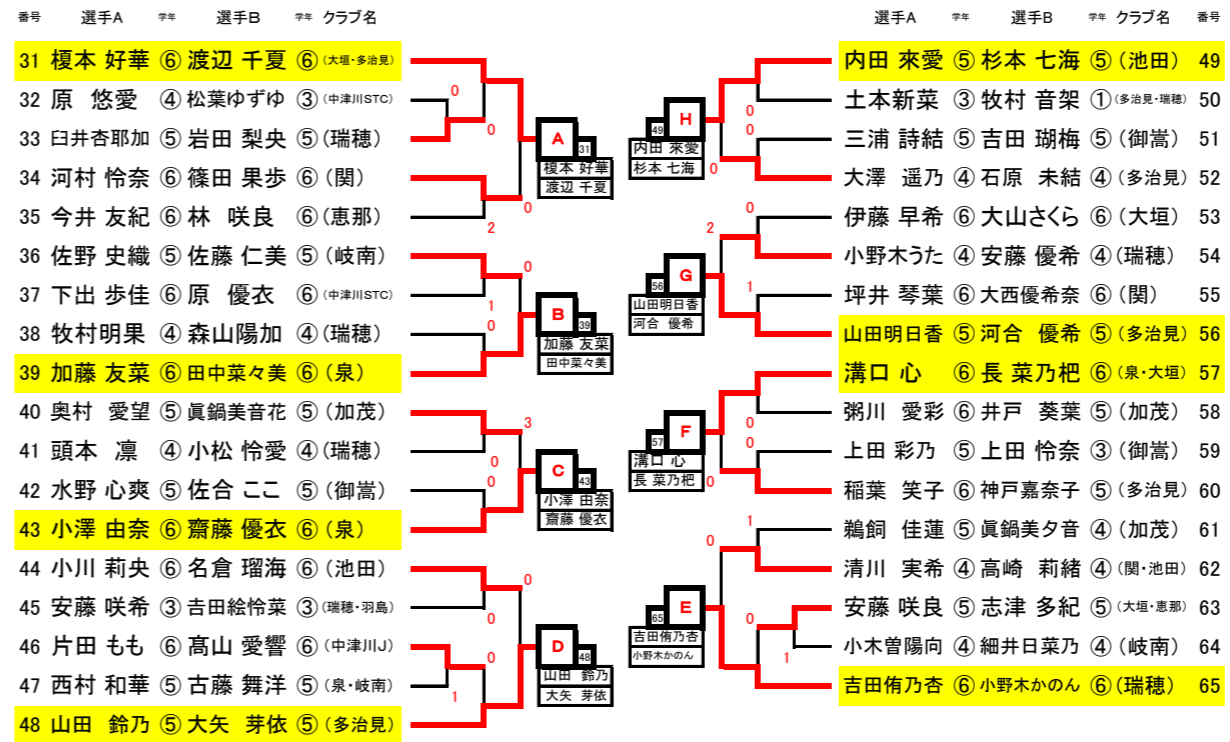 番号 選手A 学年 選手B 学年 クラブ名
31 榎本 好華 ⑥ 渡辺 千夏 ⑥ (大垣・多治見)
32 原 悠愛 ④ 松葉ゆずゆ ③ (中津川STC)
33 臼井杏耶加 ⑤ 岩田 梨央 ⑤ (瑞穂)
34 河村 怜奈 ⑥ 篠田 果歩 ⑥ (関)
35 今井 友紀 ⑥ 林 咲良 ⑥ (恵那)
36 佐野 史織 ⑤ 佐藤 仁美 ⑤ (岐南)
37 下出 歩佳 ⑥ 原 優衣 ⑥ (中津川STC)
38 牧村明果 ④ 森山陽加 ④ (瑞穂)
39 加藤 友菜 ⑥ 田中菜々美 ⑥ (泉)
40 奥村 愛望 ⑤ 眞鍋美音花 ⑤ (加茂)
41 頭本 凛 ④ 小松 怜愛 ④ (瑞穂)
42 水野 心爽 ⑤ 佐合 ここ ⑤ (御嵩)
43 小澤 由奈 ⑥ 齋藤 優衣 ⑥ (泉)
44 小川 莉央 ⑥ 名倉 瑠海 ⑥ (池田)
45 安藤 咲希 ③ 吉田絵怜菜 ③ (瑞穂・羽島)
46 片田 もも ⑥ 髙山 愛響 ⑥ (中津川J)
47 西村 和華 ⑤ 古藤 舞洋 ⑤ (泉・岐南)
48 山田 鈴乃 ⑤ 大矢 芽依 ⑤ (多治見)
0
0
0
2
A
31
榎本 好華
渡辺 千夏
0
1
0
B
39
加藤 友菜
田中菜々美
3
0
0
C
43
小澤 由奈
齋藤 優衣
0
0
1
D
48
山田 鈴乃
大矢 芽依
H
49
内田 來愛
杉本 七海
0
0
0
G
56
山田明日香
河合 優希
2
0
1
F
57
溝口 心
長 菜乃杷
0
0
0
E
65
吉田侑乃杏
小野木かのん
1
0
0
1
選手A 学年 選手B 学年 クラブ名 番号
内田 來愛 ⑤ 杉本 七海 ⑤ (池田) 49
土本新菜 ③ 牧村 音架 ① (多治見・瑞穂) 50
三浦 詩結 ⑤ 吉田 瑚梅 ⑤ (御嵩) 51
大澤 遥乃 ④ 石原 未結 ④ (多治見) 52
伊藤 早希 ⑥ 大山さくら ⑥ (大垣) 53
小野木うた ④ 安藤 優希 ④ (瑞穂) 54
坪井 琴葉 ⑥ 大西優希奈 ⑥ (関) 55
山田明日香 ⑤ 河合 優希 ⑤ (多治見) 56
溝口 心 ⑥ 長 菜乃杷 ⑥ (泉・大垣) 57
粥川 愛彩 ⑥ 井戸 葵葉 ⑤ (加茂) 58
上田 彩乃 ⑤ 上田 怜奈 ③ (御嵩) 59
稲葉 笑子 ⑥ 神戸嘉奈子 ⑤ (多治見) 60
鵜飼 佳蓮 ⑤ 眞鍋美夕音 ④ (加茂) 61
清川 実希 ④ 高崎 莉緒 ④ (関・池田) 62
安藤 咲良 ⑤ 志津 多紀 ⑤ (大垣・恵那) 63
小木曽陽向 ④ 細井日菜乃 ④ (岐南) 64
吉田侑乃杏 ⑥ 小野木かのん ⑥ (瑞穂) 65